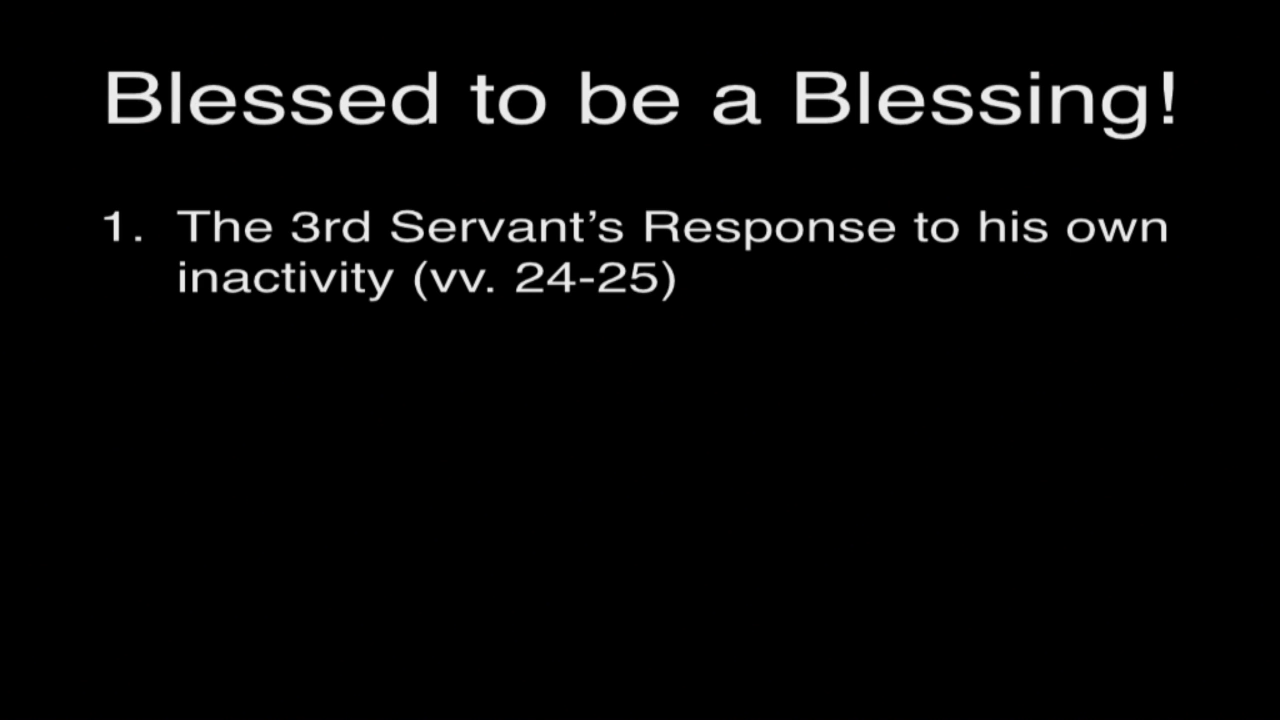 Blessed to be a Blessing!
1. The 3rd Servant’s Response to his own
inactivity (vv. 24-25)